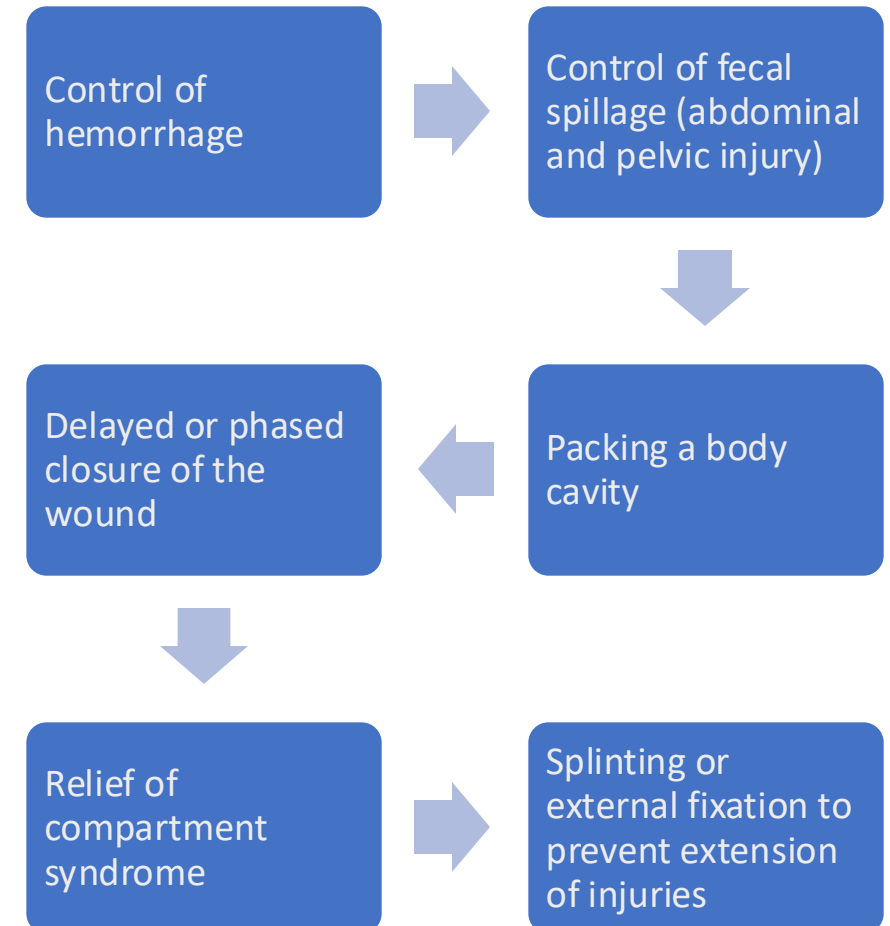 Control of
hemorrhage
Control of fecal
spillage (abdominal
and pelvic injury)
Packing a body
cavity
Delayed or phased
closure of the
wound
Relief of
compartment
syndrome
Splinting or
external fixation to
prevent extension
of injuries